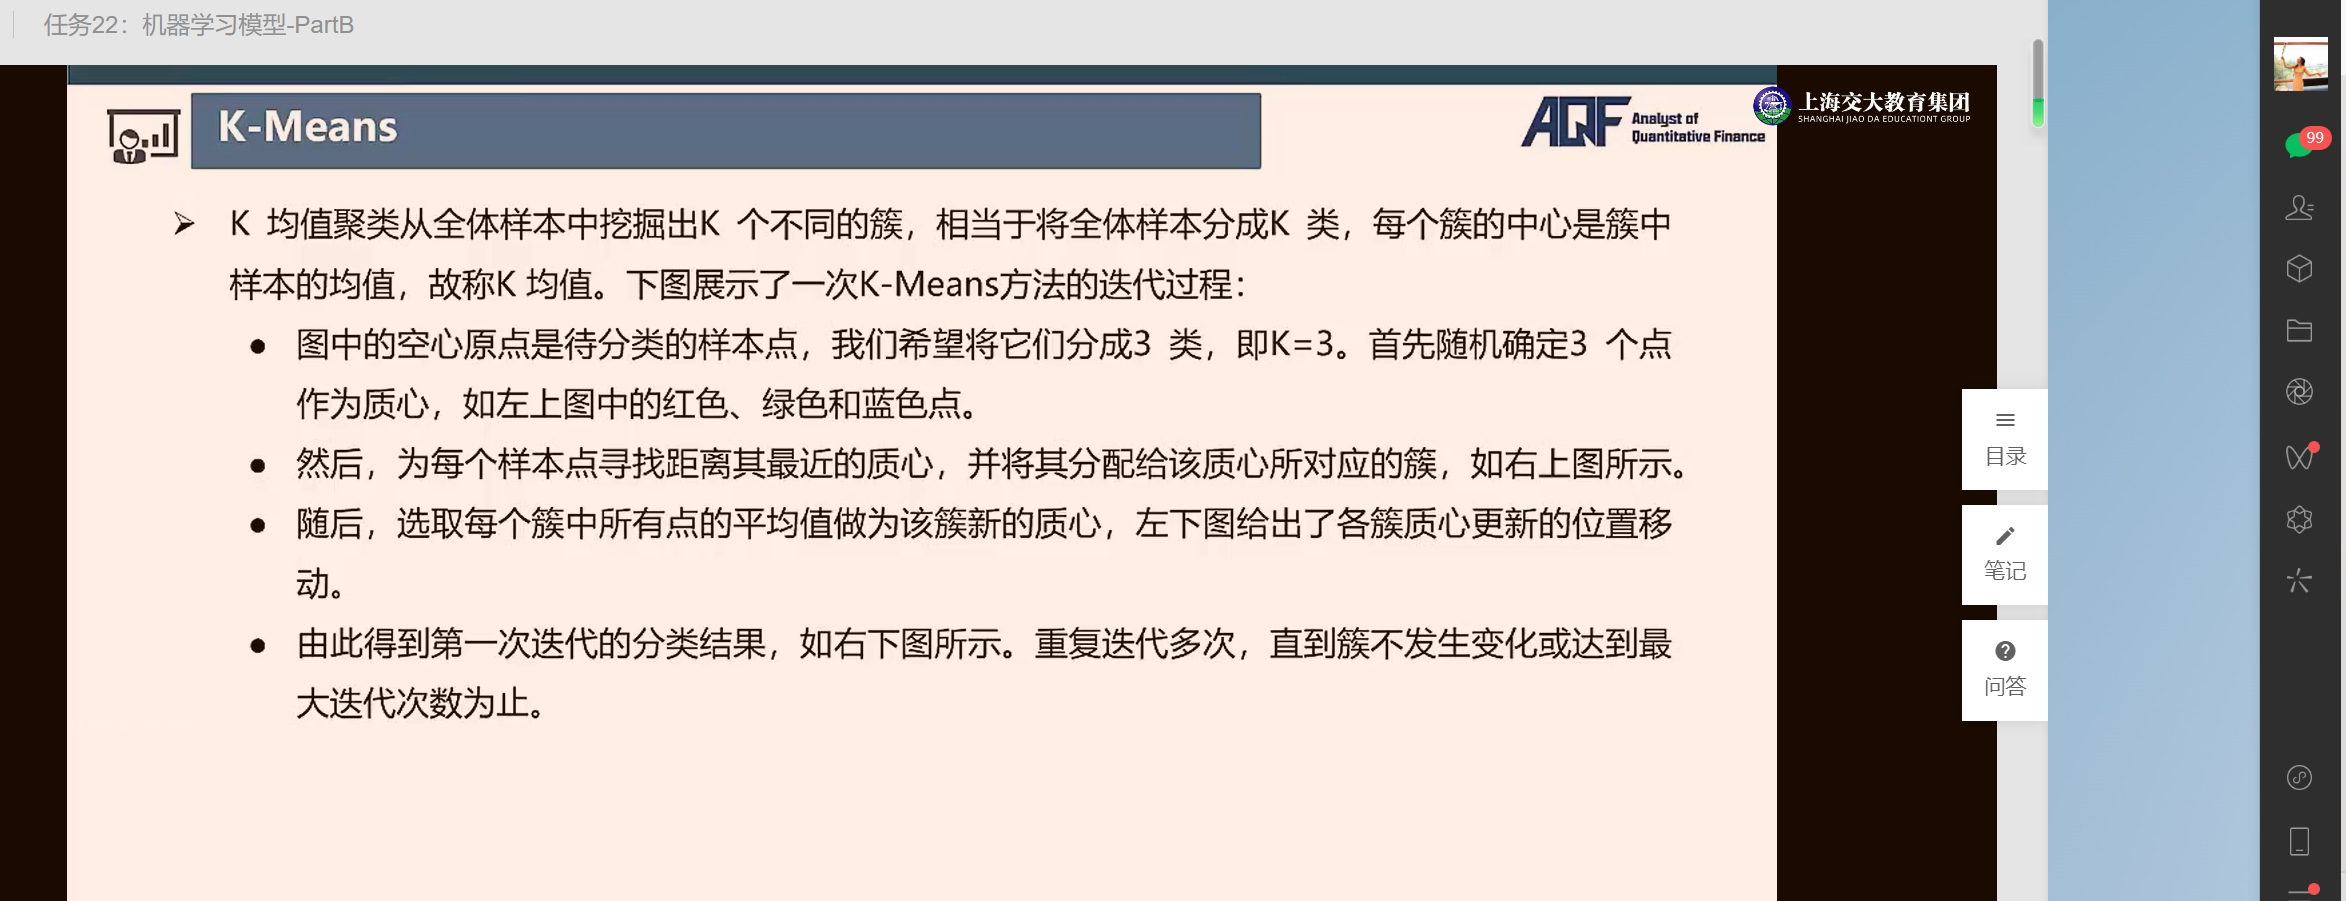 任务22：机器学习模型-PartB
K-Means
AQF
Analyst of
Quantitative Finance
上海交大教育集团
SHANGHAI JIAO DA EDUCATIONT GROUP
99
➢ K 均值聚类从全体样本中挖掘出K 个不同的簇，相当于将全体样本分成K 类，每个簇的中心是簇中
样本的均值，故称K 均值。下图展示了一次K-Means方法的迭代过程：
● 图中的空心原点是待分类的样本点，我们希望将它们分成3 类，即K=3。首先随机确定3 个点
作为质心，如左上图中的红色、绿色和蓝色点。
● 然后，为每个样本点寻找距离其最近的质心，并将其分配给该质心所对应的簇，如右上图所示。
● 随后，选取每个簇中所有点的平均值做为该簇新的质心，左下图给出了各簇质心更新的位置移
动。
● 由此得到第一次迭代的分类结果，如右下图所示。重复迭代多次，直到簇不发生变化或达到最
大迭代次数为止。
目录
笔记
问答